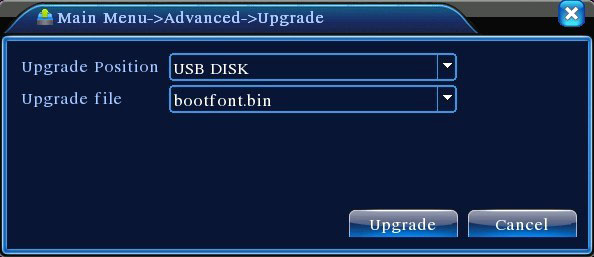 Main Menu->Advanced->Upgrade
Upgrade Position USB DISK
Upgrade file bootfont.bin
Upgrade Cancel